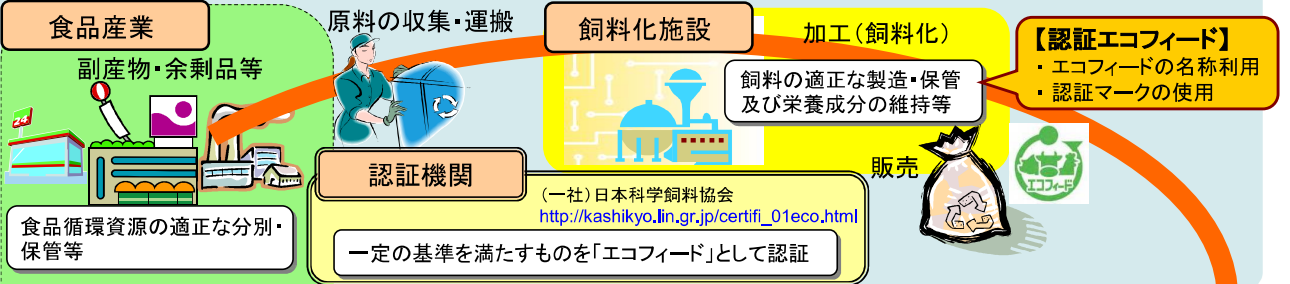 食品産業
副産物・余剰品等
24
食品循環資源の適正な分別・
保管等
原料の収集・運搬
飼料化施設
加工(飼料化)
飼料の適正な製造・保管
及び栄養成分の維持等
【認証エコフィード】
・ エコフィードの名称利用
・ 認証マークの使用
認証機関
(一社)日本科学飼料協会
http://kashikyo.lin.gr.jp/certifi_01eco.html
一定の基準を満たすものを「エコフィード」として認証
販売
エコフィード